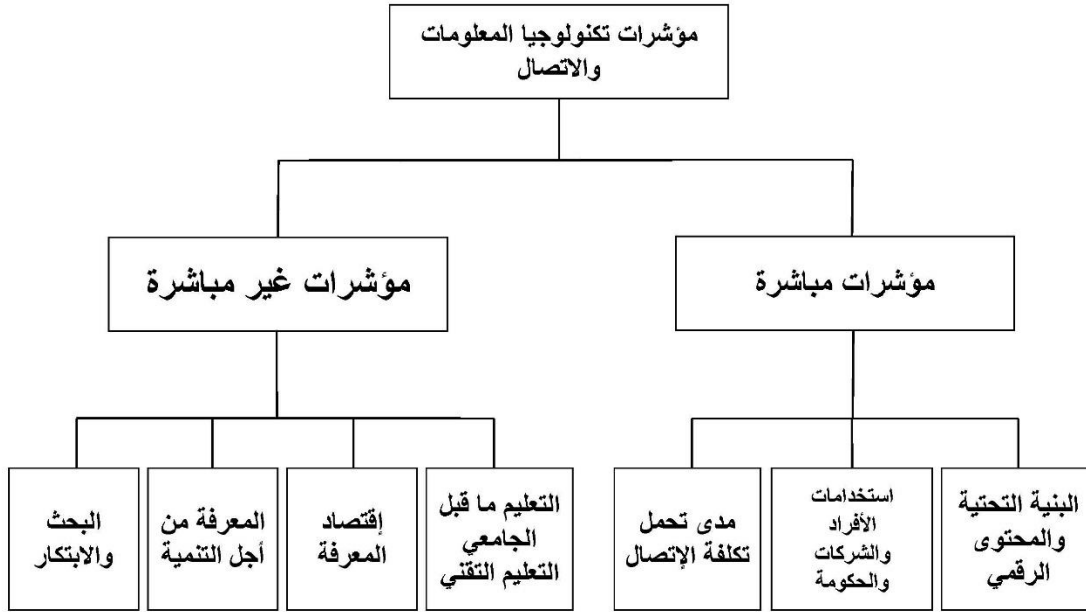 مؤشرات تكنولوجيا المعلومات
والاتصال
مؤشرات مباشرة
مؤشرات غير مباشرة
البنية التحتية
والمحتوى
الرقمي
استخدامات
الأفراد
والشركات
والحكومة
مدى تحمل
تكلفة الإتصال
التعليم ما قبل
الجامعي
التعليم التقني
إقتصاد
المعرفة
المعرفة من
أجل التنمية
البحث
والابتكار